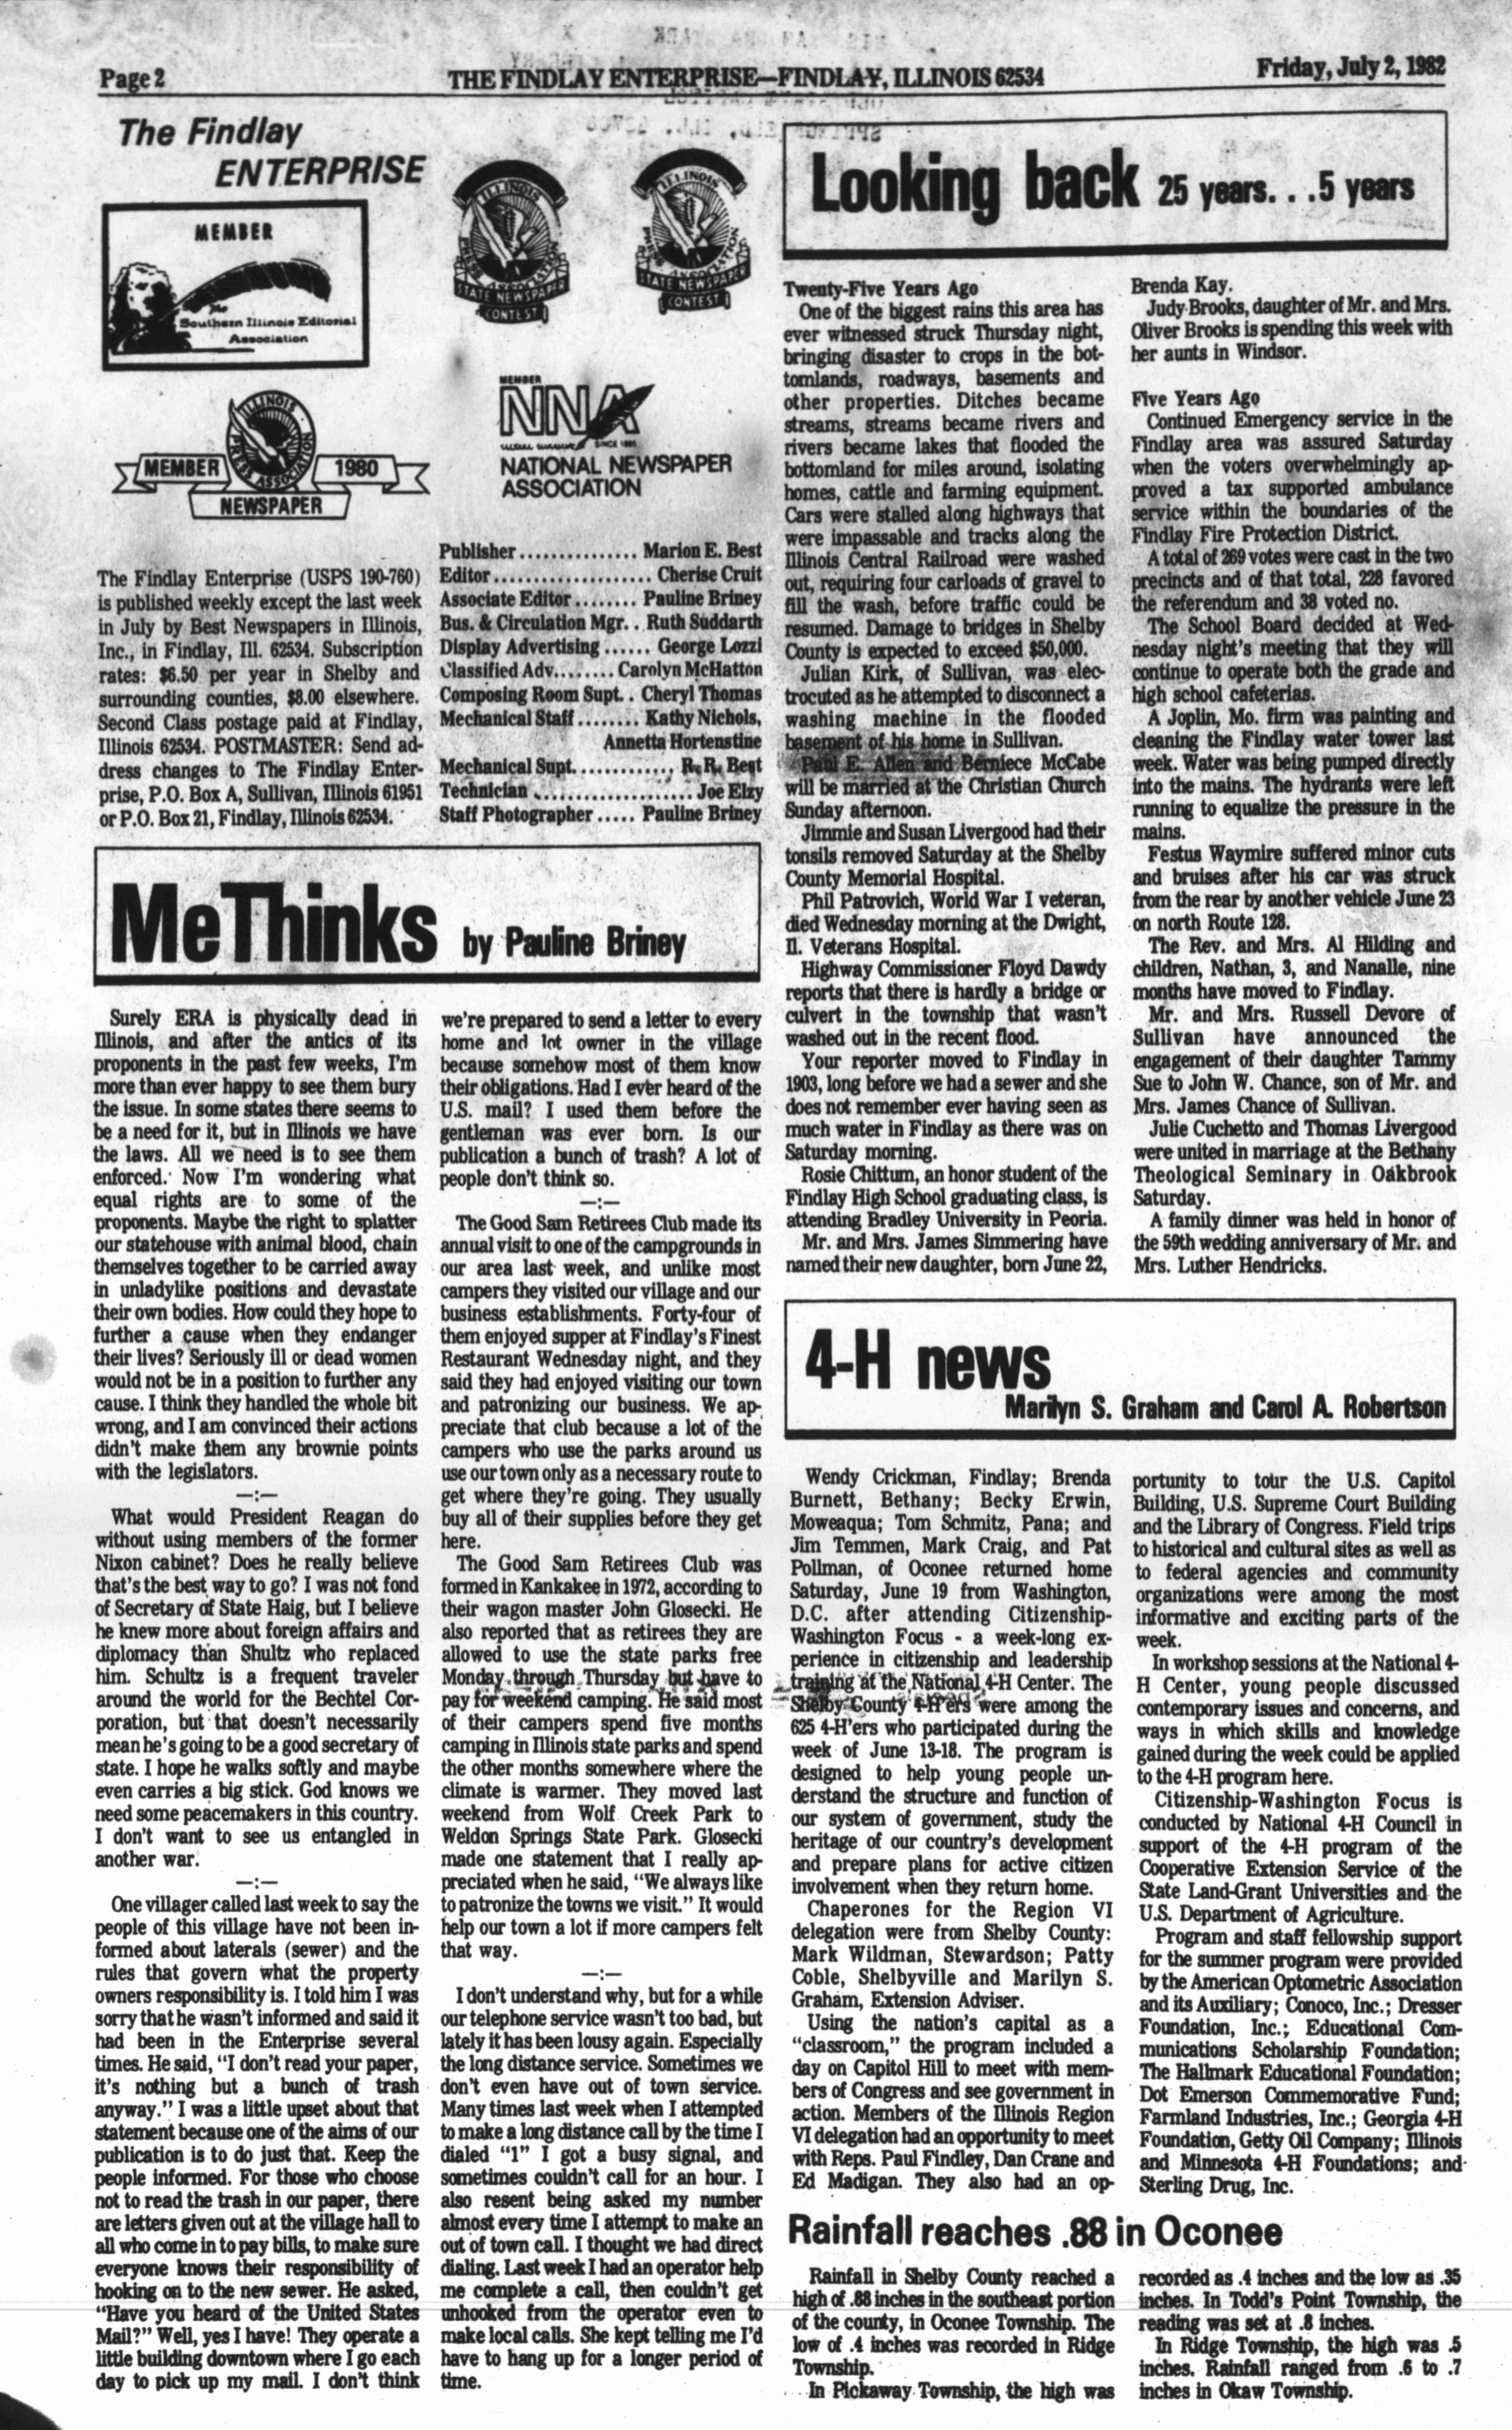 Page 2
THE FINDLAY ENTERPRISE—FINDLAY, ILLINOIS 62534
Friday, July 2, 1982
The Findlay
ENTERPRISE
MEMBER
The
Southern Illinois Editorial
Association
ILLINOIS
PRESS ASSOCIATION
STATE NEWSPAPER
CONTEST
ILLINOIS
PRESS ASSOCIATION
STATE NEWSPAPER
CONTEST
ILLINOIS
PRESS ASSOCIATION
MEMBER
1980
NEWSPAPER
MEMBER
NNA
SINCE 1885
NATIONAL NEWSPAPER
ASSOCIATION
The Findlay Enterprise (USPS 190-760)
is published weekly except the last week
in July by Best Newspapers in Illinois,
Inc., in Findlay, Ill. 62534. Subscription
rates: $6.50 per year in Shelby and
surrounding counties, $8.00 elsewhere.
Second Class postage paid at Findlay,
Illinois 62534. POSTMASTER: Send ad-
dress changes to The Findlay Enter-
prise, P.O. Box A, Sullivan, Illinois 61951
or P.O. Box 21, Findlay, Illinois 62534.
Publisher............... Marion E. Best
Editor.................... Cherise Cruit
Associate Editor........ Pauline Briney
Bus. & Circulation Mgr. . Ruth Suddarth
Display Advertising...... George Lozzi
Classified Adv........ Carolyn McHatton
Composing Room Supt. . Cheryl Thomas
Mechanical Staff........ Kathy Nichols,
Annetta Hortenstine
Mechanical Supt............. R. R. Best
Technician .................... Joe Elzy
Staff Photographer ..... Pauline Briney
MeThinks by Pauline Briney
Surely ERA is physically dead in
Illinois, and after the antics of its
proponents in the past few weeks, I'm
more than ever happy to see them bury
the issue. In some states there seems to
be a need for it, but in Illinois we have
the laws. All we need is to see them
enforced. Now I'm wondering what
equal rights are to some of the
proponents. Maybe the right to splatter
our statehouse with animal blood, chain
themselves together to be carried away
in unladylike positions and devastate
their own bodies. How could they hope to
further a cause when they endanger
their lives? Seriously ill or dead women
would not be in a position to further any
cause. I think they handled the whole bit
wrong, and I am convinced their actions
didn't make them any brownie points
with the legislators.
—:—
What would President Reagan do
without using members of the former
Nixon cabinet? Does he really believe
that's the best way to go? I was not fond
of Secretary of State Haig, but I believe
he knew more about foreign affairs and
diplomacy than Shultz who replaced
him. Schultz is a frequent traveler
around the world for the Bechtel Cor-
poration, but that doesn't necessarily
mean he's going to be a good secretary of
state. I hope he walks softly and maybe
even carries a big stick. God knows we
need some peacemakers in this country.
I don't want to see us entangled in
another war.
—:—
One villager called last week to say the
people of this village have not been in-
formed about laterals (sewer) and the
rules that govern what the property
owners responsibility is. I told him I was
sorry that he wasn't informed and said it
had been in the Enterprise several
times. He said, "I don't read your paper,
it's nothing but a bunch of trash
anyway." I was a little upset about that
statement because one of the aims of our
publication is to do just that. Keep the
people informed. For those who choose
not to read the trash in our paper, there
are letters given out at the village hall to
all who come in to pay bills, to make sure
everyone knows their responsibility of
hooking on to the new sewer. He asked,
"Have you heard of the United States
Mail?" Well, yes I have! They operate a
little building downtown where I go each
day to pick up my mail. I don't think
we're prepared to send a letter to every
home and lot owner in the village
because somehow most of them know
their obligations. Had I ever heard of the
U.S. mail? I used them before the
gentleman was ever born. Is our
publication a bunch of trash? A lot of
people don't think so.
—:—
The Good Sam Retirees Club made its
annual visit to one of the campgrounds in
our area last week, and unlike most
campers they visited our village and our
business establishments. Forty-four of
them enjoyed supper at Findlay's Finest
Restaurant Wednesday night, and they
said they had enjoyed visiting our town
and patronizing our business. We ap-
preciate that club because a lot of the
campers who use the parks around us
use our town only as a necessary route to
get where they're going. They usually
buy all of their supplies before they get
here.
The Good Sam Retirees Club was
formed in Kankakee in 1972, according to
their wagon master John Glosecki. He
also reported that as retirees they are
allowed to use the state parks free
Monday through Thursday but have to
pay for weekend camping. He said most
of their campers spend five months
camping in Illinois state parks and spend
the other months somewhere where the
climate is warmer. They moved last
weekend from Wolf Creek Park to
Weldon Springs State Park. Glosecki
made one statement that I really ap-
preciated when he said, "We always like
to patronize the towns we visit." It would
help our town a lot if more campers felt
that way.
—:—
I don't understand why, but for a while
our telephone service wasn't too bad, but
lately it has been lousy again. Especially
the long distance service. Sometimes we
don't even have out of town service.
Many times last week when I attempted
to make a long distance call by the time I
dialed "1" I got a busy signal, and
sometimes couldn't call for an hour. I
also resent being asked my number
almost every time I attempt to make an
out of town call. I thought we had direct
dialing. Last week I had an operator help
me complete a call, then couldn't get
unhooked from the operator even to
make local calls. She kept telling me I'd
have to hang up for a longer period of
time.
Looking back 25 years. . .5 years
Twenty-Five Years Ago
One of the biggest rains this area has
ever witnessed struck Thursday night,
bringing disaster to crops in the bot-
tomlands, roadways, basements and
other properties. Ditches became
streams, streams became rivers and
rivers became lakes that flooded the
bottomland for miles around, isolating
homes, cattle and farming equipment.
Cars were stalled along highways that
were impassable and tracks along the
Illinois Central Railroad were washed
out, requiring four carloads of gravel to
fill the wash, before traffic could be
resumed. Damage to bridges in Shelby
County is expected to exceed $50,000.
Julian Kirk, of Sullivan, was elec-
trocuted as he attempted to disconnect a
washing machine in the flooded
basement of his home in Sullivan.
Paul E. Allen and Berniece McCabe
will be married at the Christian Church
Sunday afternoon.
Jimmie and Susan Livergood had their
tonsils removed Saturday at the Shelby
County Memorial Hospital.
Phil Patrovich, World War I veteran,
died Wednesday morning at the Dwight,
Il. Veterans Hospital.
Highway Commissioner Floyd Dawdy
reports that there is hardly a bridge or
culvert in the township that wasn't
washed out in the recent flood.
Your reporter moved to Findlay in
1903, long before we had a sewer and she
does not remember ever having seen as
much water in Findlay as there was on
Saturday morning.
Rosie Chittum, an honor student of the
Findlay High School graduating class, is
attending Bradley University in Peoria.
Mr. and Mrs. James Simmering have
named their new daughter, born June 22,
Brenda Kay.
Judy Brooks, daughter of Mr. and Mrs.
Oliver Brooks is spending this week with
her aunts in Windsor.
Five Years Ago
Continued Emergency service in the
Findlay area was assured Saturday
when the voters overwhelmingly ap-
proved a tax supported ambulance
service within the boundaries of the
Findlay Fire Protection District.
A total of 269 votes were cast in the two
precincts and of that total, 228 favored
the referendum and 38 voted no.
The School Board decided at Wed-
nesday night's meeting that they will
continue to operate both the grade and
high school cafeterias.
A Joplin, Mo. firm was painting and
cleaning the Findlay water tower last
week. Water was being pumped directly
into the mains. The hydrants were left
running to equalize the pressure in the
mains.
Festus Waymire suffered minor cuts
and bruises after his car was struck
from the rear by another vehicle June 23
on north Route 128.
The Rev. and Mrs. Al Hilding and
children, Nathan, 3, and Nanalle, nine
months have moved to Findlay.
Mr. and Mrs. Russell Devore of
Sullivan have announced the
engagement of their daughter Tammy
Sue to John W. Chance, son of Mr. and
Mrs. James Chance of Sullivan.
Julie Cuchetto and Thomas Livergood
were united in marriage at the Bethany
Theological Seminary in Oakbrook
Saturday.
A family dinner was held in honor of
the 59th wedding anniversary of Mr. and
Mrs. Luther Hendricks.
4-H news
Marilyn S. Graham and Carol A. Robertson
Wendy Crickman, Findlay; Brenda
Burnett, Bethany; Becky Erwin,
Moweaqua; Tom Schmitz, Pana; and
Jim Temmen, Mark Craig, and Pat
Pollman, of Oconee returned home
Saturday, June 19 from Washington,
D.C. after attending Citizenship-
Washington Focus - a week-long ex-
perience in citizenship and leadership
training at the National 4-H Center. The
Shelby County 4-H'ers were among the
625 4-H'ers who participated during the
week of June 13-18. The program is
designed to help young people un-
derstand the structure and function of
our system of government, study the
heritage of our country's development
and prepare plans for active citizen
involvement when they return home.
Chaperones for the Region VI
delegation were from Shelby County:
Mark Wildman, Stewardson; Patty
Coble, Shelbyville and Marilyn S.
Graham, Extension Adviser.
Using the nation's capital as a
"classroom," the program included a
day on Capitol Hill to meet with mem-
bers of Congress and see government in
action. Members of the Illinois Region
VI delegation had an opportunity to meet
with Reps. Paul Findley, Dan Crane and
Ed Madigan. They also had an op-
portunity to tour the U.S. Capitol
Building, U.S. Supreme Court Building
and the Library of Congress. Field trips
to historical and cultural sites as well as
to federal agencies and community
organizations were among the most
informative and exciting parts of the
week.
In workshop sessions at the National 4-
H Center, young people discussed
contemporary issues and concerns, and
ways in which skills and knowledge
gained during the week could be applied
to the 4-H program here.
Citizenship-Washington Focus is
conducted by National 4-H Council in
support of the 4-H program of the
Cooperative Extension Service of the
State Land-Grant Universities and the
U.S. Department of Agriculture.
Program and staff fellowship support
for the summer program were provided
by the American Optometric Association
and its Auxiliary; Conoco, Inc.; Dresser
Foundation, Inc.; Educational Com-
munications Scholarship Foundation;
The Hallmark Educational Foundation;
Dot Emerson Commemorative Fund;
Farmland Industries, Inc.; Georgia 4-H
Foundation, Getty Oil Company; Illinois
and Minnesota 4-H Foundations; and
Sterling Drug, Inc.
Rainfall reaches .88 in Oconee
Rainfall in Shelby County reached a
high of .88 inches in the southeast portion
of the county, in Oconee Township. The
low of .4 inches was recorded in Ridge
Township.
In Pickaway Township, the high was
recorded as .4 inches and the low as .35
inches. In Todd's Point Township, the
reading was set at .8 inches.
In Ridge Township, the high was .5
inches. Rainfall ranged from .6 to .7
inches in Okaw Township.